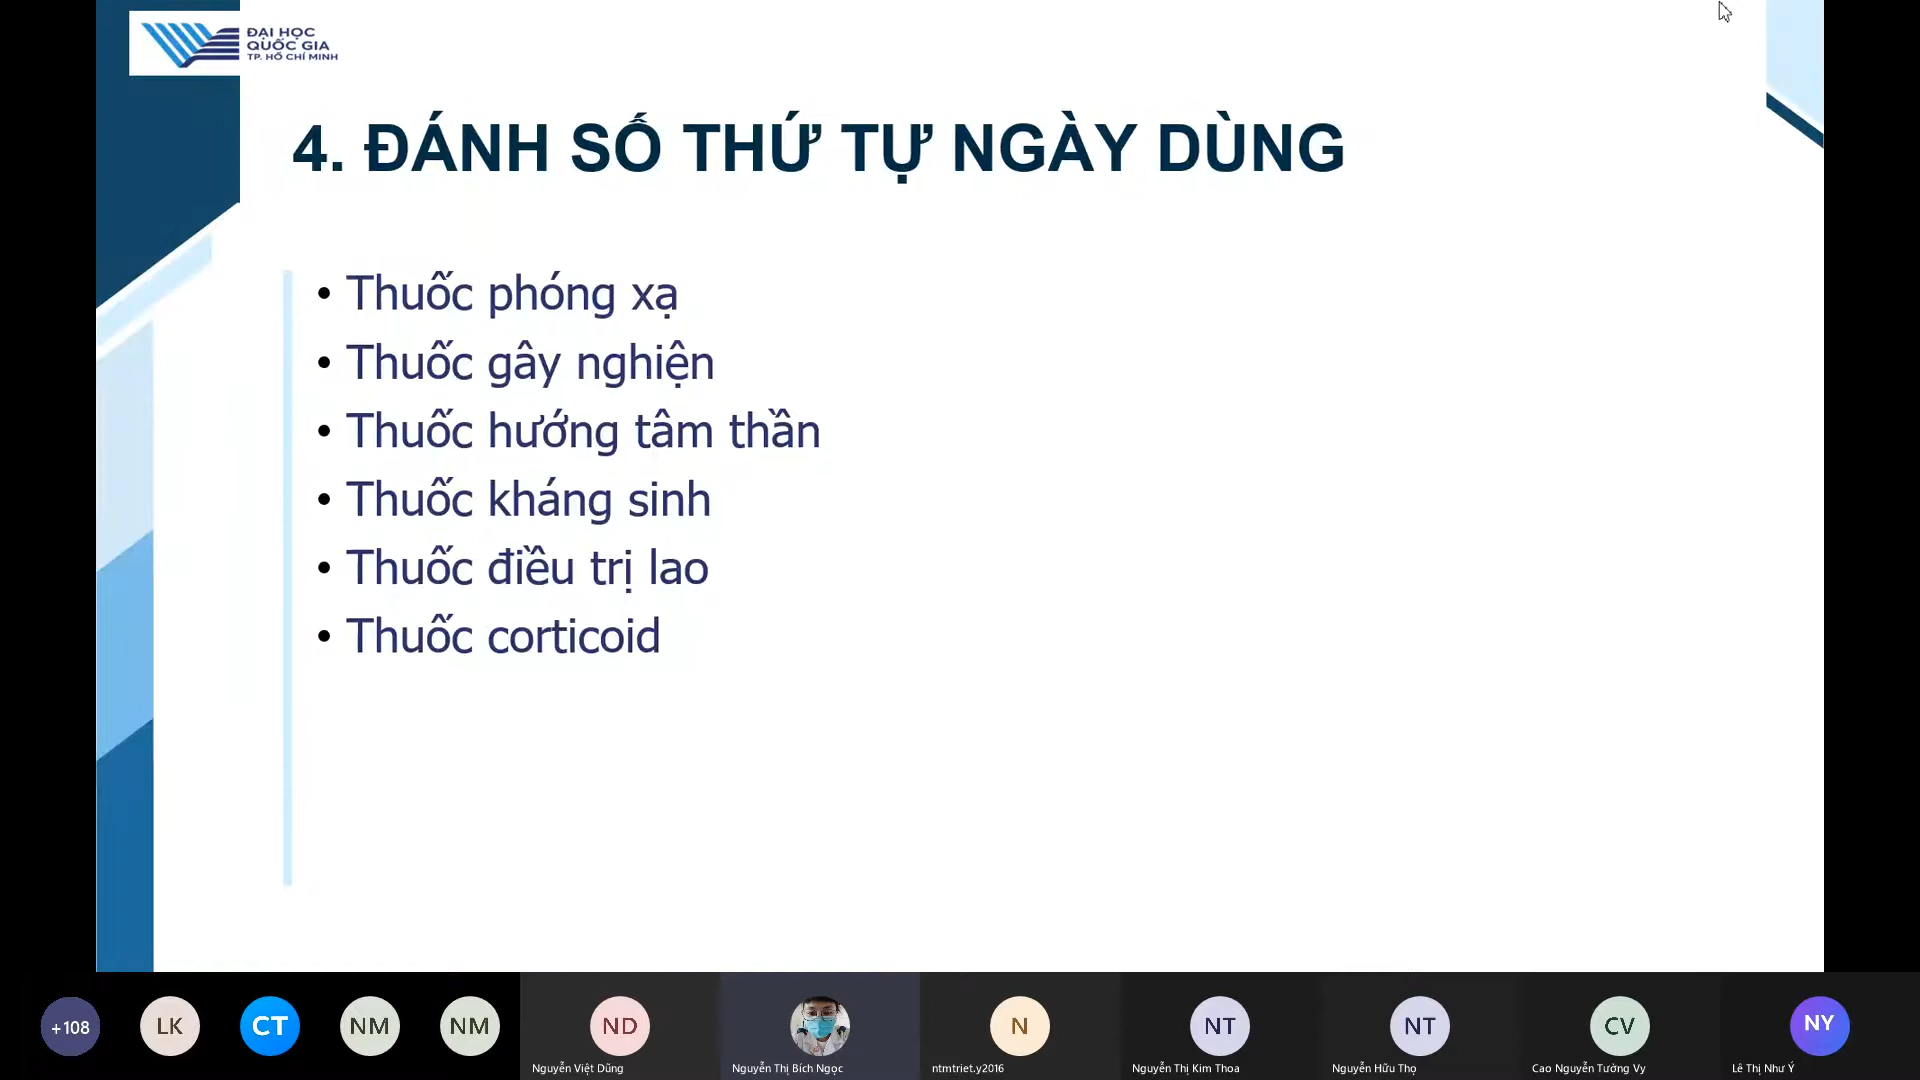 ĐẠI HỌC
QUỐC GIA
TP. HỒ CHÍ MINH
4. ĐÁNH SỐ THỨ TỰ NGÀY DÙNG
• Thuốc phóng xạ
• Thuốc gây nghiện
• Thuốc hướng tâm thần
• Thuốc kháng sinh
• Thuốc điều trị lao
• Thuốc corticoid
+108
LK
CT
NM
NM
ND
N
NT
NT
CV
NY
Nguyễn Việt Dũng
Nguyễn Thị Bích Ngọc
ntmtriet.y2016
Nguyễn Thị Kim Thoa
Nguyễn Hữu Thọ
Cao Nguyễn Tường Vy
Lê Thị Như Ý